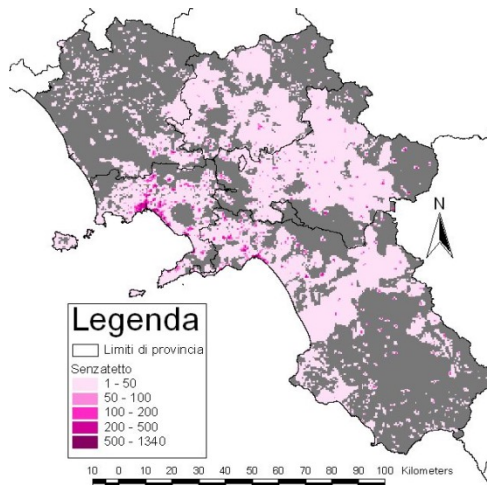 N
Legenda
Limiti di provincia
Senzatetto
1 - 50
50 - 100
100 - 200
200 - 500
500 - 1340
10 0 10 20 30 40 50 60 70 80 90 100 Kilometers